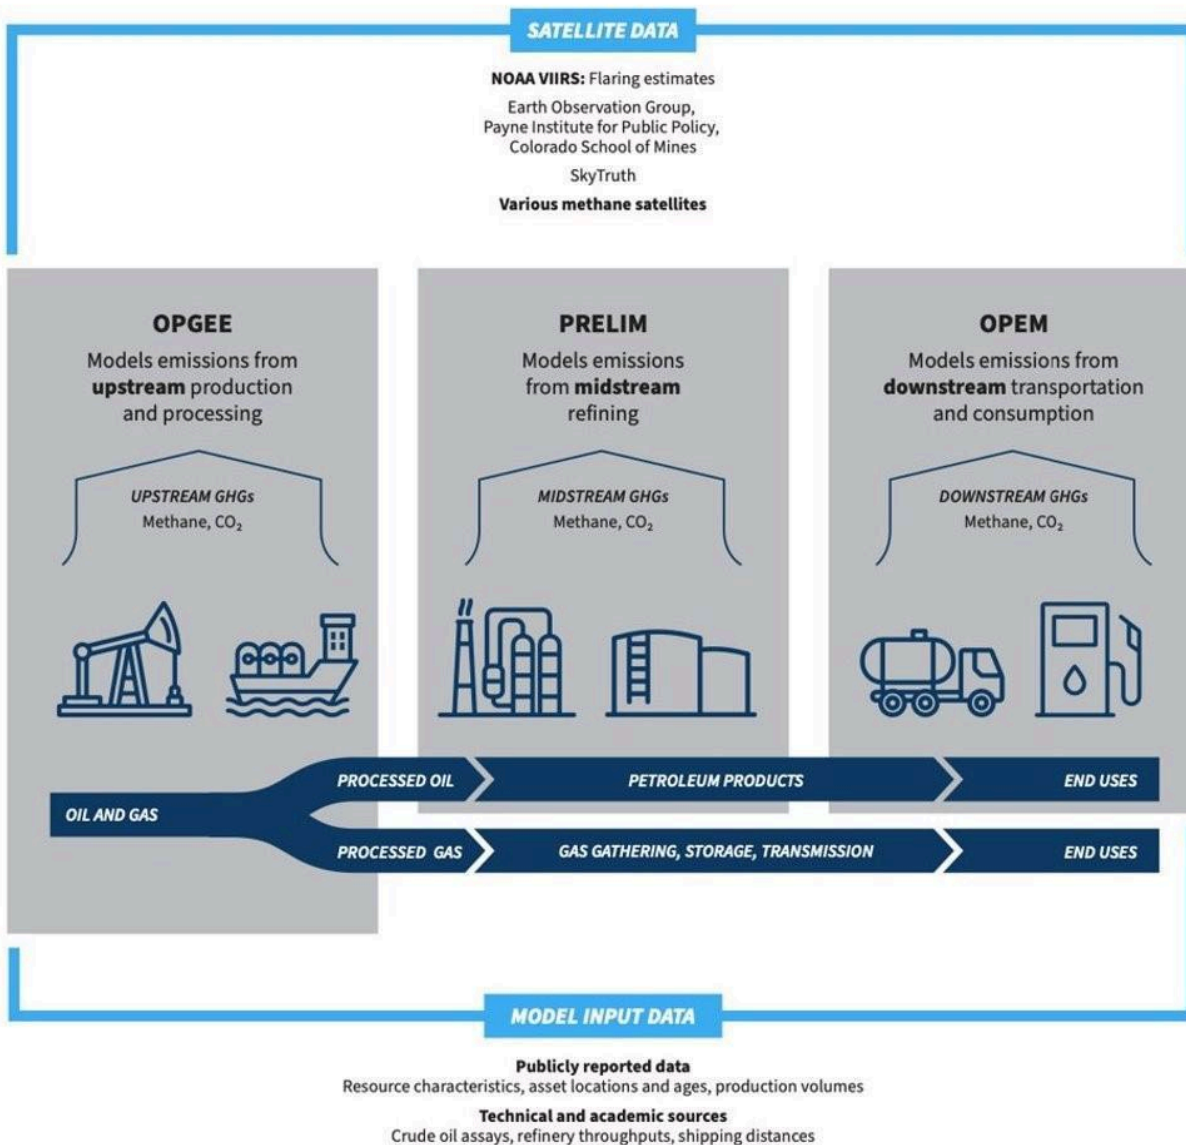 SATELLITE DATA
NOAA VIIRS: Flaring estimates
Earth Observation Group,
Payne Institute for Public Policy,
Colorado School of Mines
SkyTruth
Various methane satellites
OPGEE
Models emissions from
upstream production
and processing
UPSTREAM GHGs
Methane, CO₂
PRELIM
Models emissions
from midstream
refining
MIDSTREAM GHGs
Methane, CO₂
OPEM
Models emissions from
downstream transportation
and consumption
DOWNSTREAM GHGs
Methane, CO₂
OIL AND GAS
PROCESSED OIL
PETROLEUM PRODUCTS
END USES
PROCESSED GAS
GAS GATHERING, STORAGE, TRANSMISSION
END USES
MODEL INPUT DATA
Publicly reported data
Resource characteristics, asset locations and ages, production volumes
Technical and academic sources
Crude oil assays, refinery throughputs, shipping distances